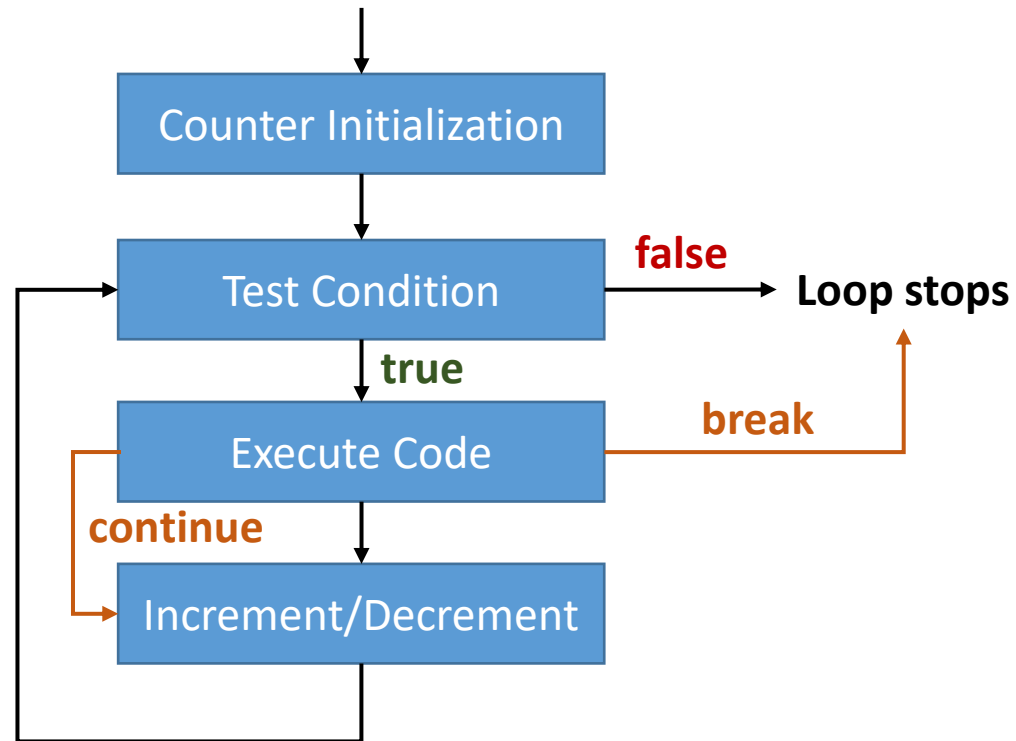 Counter Initialization
Test Condition
false
Loop stops
true
Execute Code
break
continue
Increment/Decrement